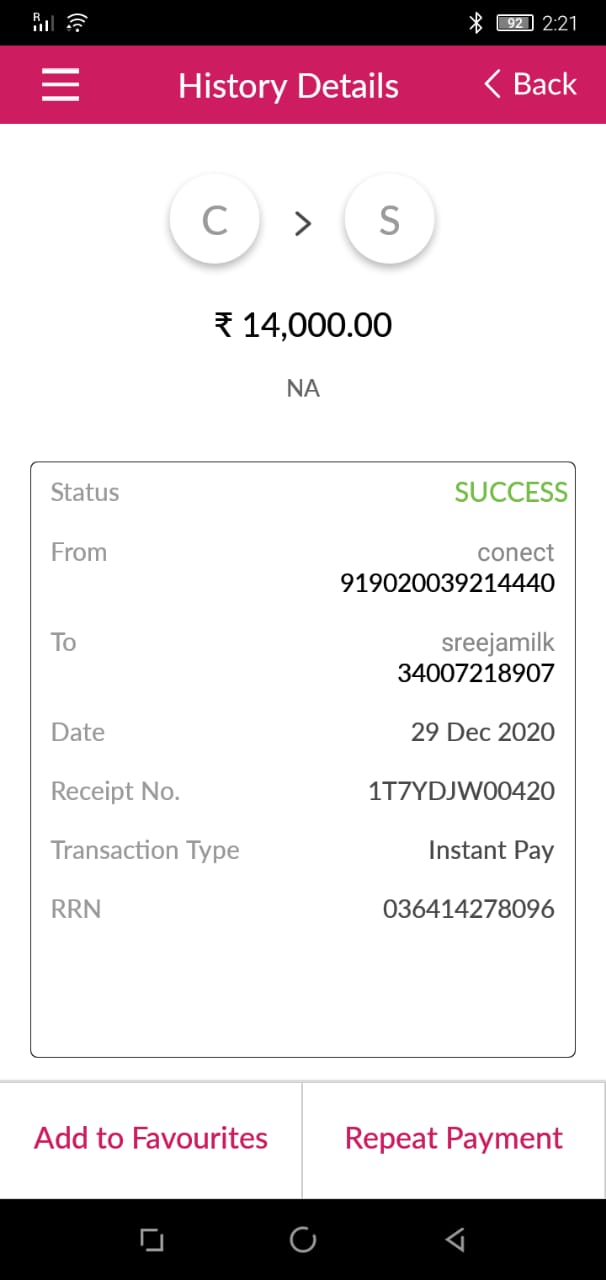 R 92 2:21
History Details < Back
C > S
₹ 14,000.00
NA
Status SUCCESS
From conect
919020039214440
To sreejamilk
34007218907
Date 29 Dec 2020
Receipt No. 1T7YDJW00420
Transaction Type Instant Pay
RRN 036414278096
Add to Favourites Repeat Payment